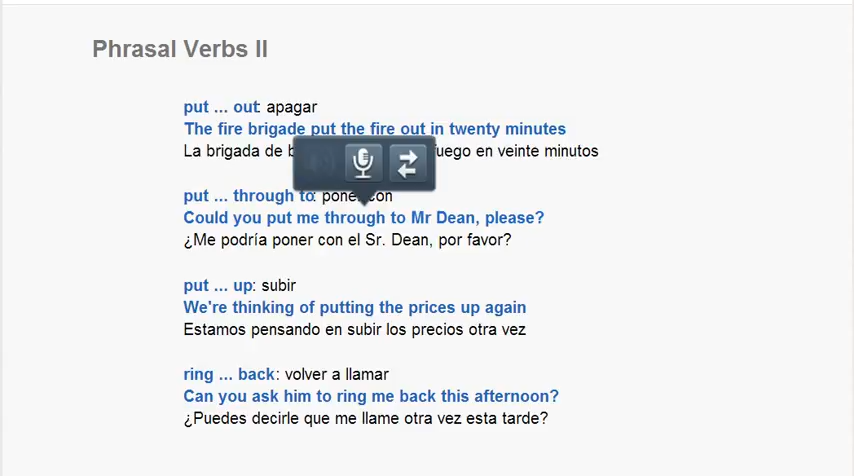 Phrasal Verbs II
put ... out: apagar
The fire brigade put the fire out in twenty minutes
La brigada de fuego en veinte minutos
put ... through to: poner con
Could you put me through to Mr Dean, please?
¿Me podría poner con el Sr. Dean, por favor?
put ... up: subir
We're thinking of putting the prices up again
Estamos pensando en subir los precios otra vez
ring ... back: volver a llamar
Can you ask him to ring me back this afternoon?
¿Puedes decirle que me llame otra vez esta tarde?